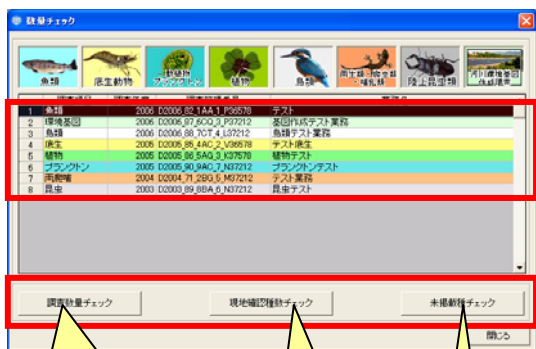 数量チェック
魚類 底生動物 動植物プランクトン 植物 鳥類 両生類・爬虫類・哺乳類 陸上昆虫類 河川環境基図作成調査
1 魚類 2006 D2006_82_1AA_1_P36578 テスト
2 環境基図 2006 D2006_87_6CQ_3_P37212 基図作成テスト業務
3 鳥類 2006 D2006_88_7CT_4_L37212 鳥類テスト業務
4 底生 2005 D2006_85_4AC_2_V36578 テスト底生
5 植物 2005 D2005_86_5AG_3_K37578 植物テスト
6 プランクトン 2005 D2005_90_9AC_7_N37212 プランクトンテスト
7 両爬哺 2004 D2004_71_2BG_5_M37212 テスト業務
8 昆虫 2003 D2003_89_8BA_6_N37212 昆虫テスト
調査数量チェック 現地確認種数チェック 未掲載種チェック
閉じる